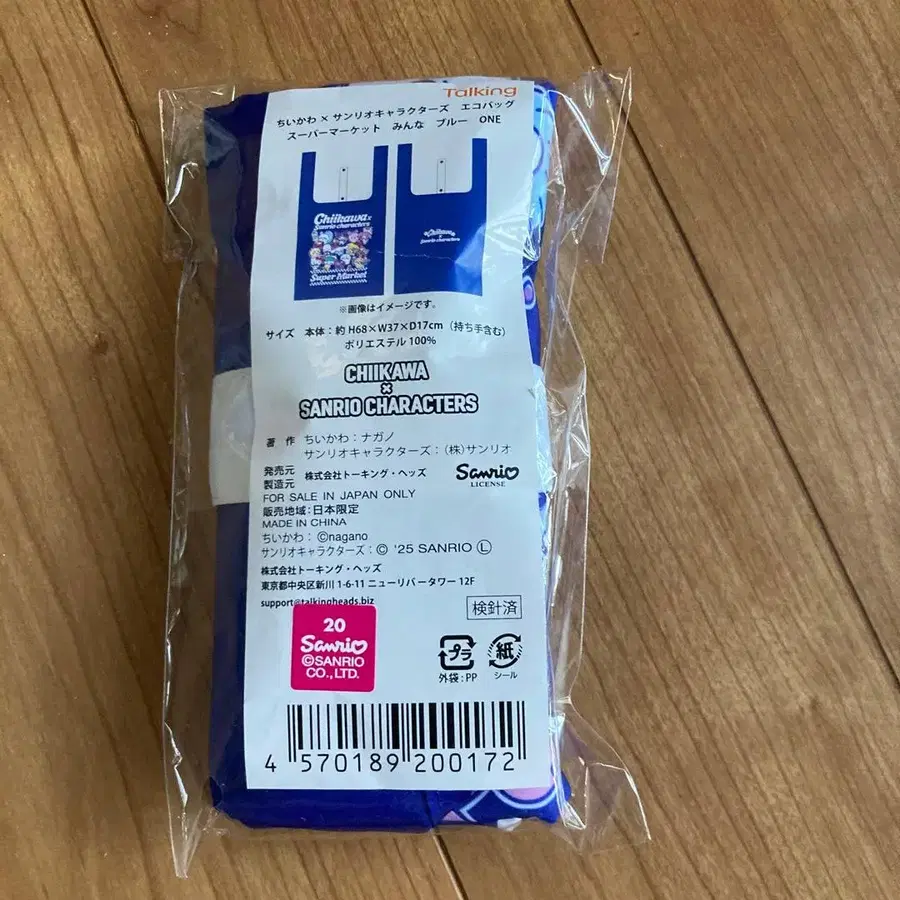 Talking
ちいかわ × サンリオキャラクターズ エコバッグ
スーパーマーケット みんな ブルー ONE
Chiikawa×
Sanrio characters
Super Market
Chiikawa
×
Sanrio characters
※画像はイメージです。
サイズ 本体：約 H68×W37×D17cm（持ち手含む）
ポリエステル 100%
CHIIKAWA
×
SANRIO CHARACTERS
著 作 ちいかわ：ナガノ
サンリオキャラクターズ：(株)サンリオ
発売元
製造元 株式会社トーキング・ヘッズ
Sanrio
LICENSE
FOR SALE IN JAPAN ONLY
販売地域：日本限定
MADE IN CHINA
ちいかわ：©nagano
サンリオキャラクターズ：© '25 SANRIO Ⓛ
株式会社トーキング・ヘッズ
東京都中央区新川 1-6-11 ニューリバータワー 12F
support@talkingheads.biz
検針済
20
Sanrio
©SANRIO
CO.,LTD.
プラ
外袋：PP
紙
シール
4 570189 200172